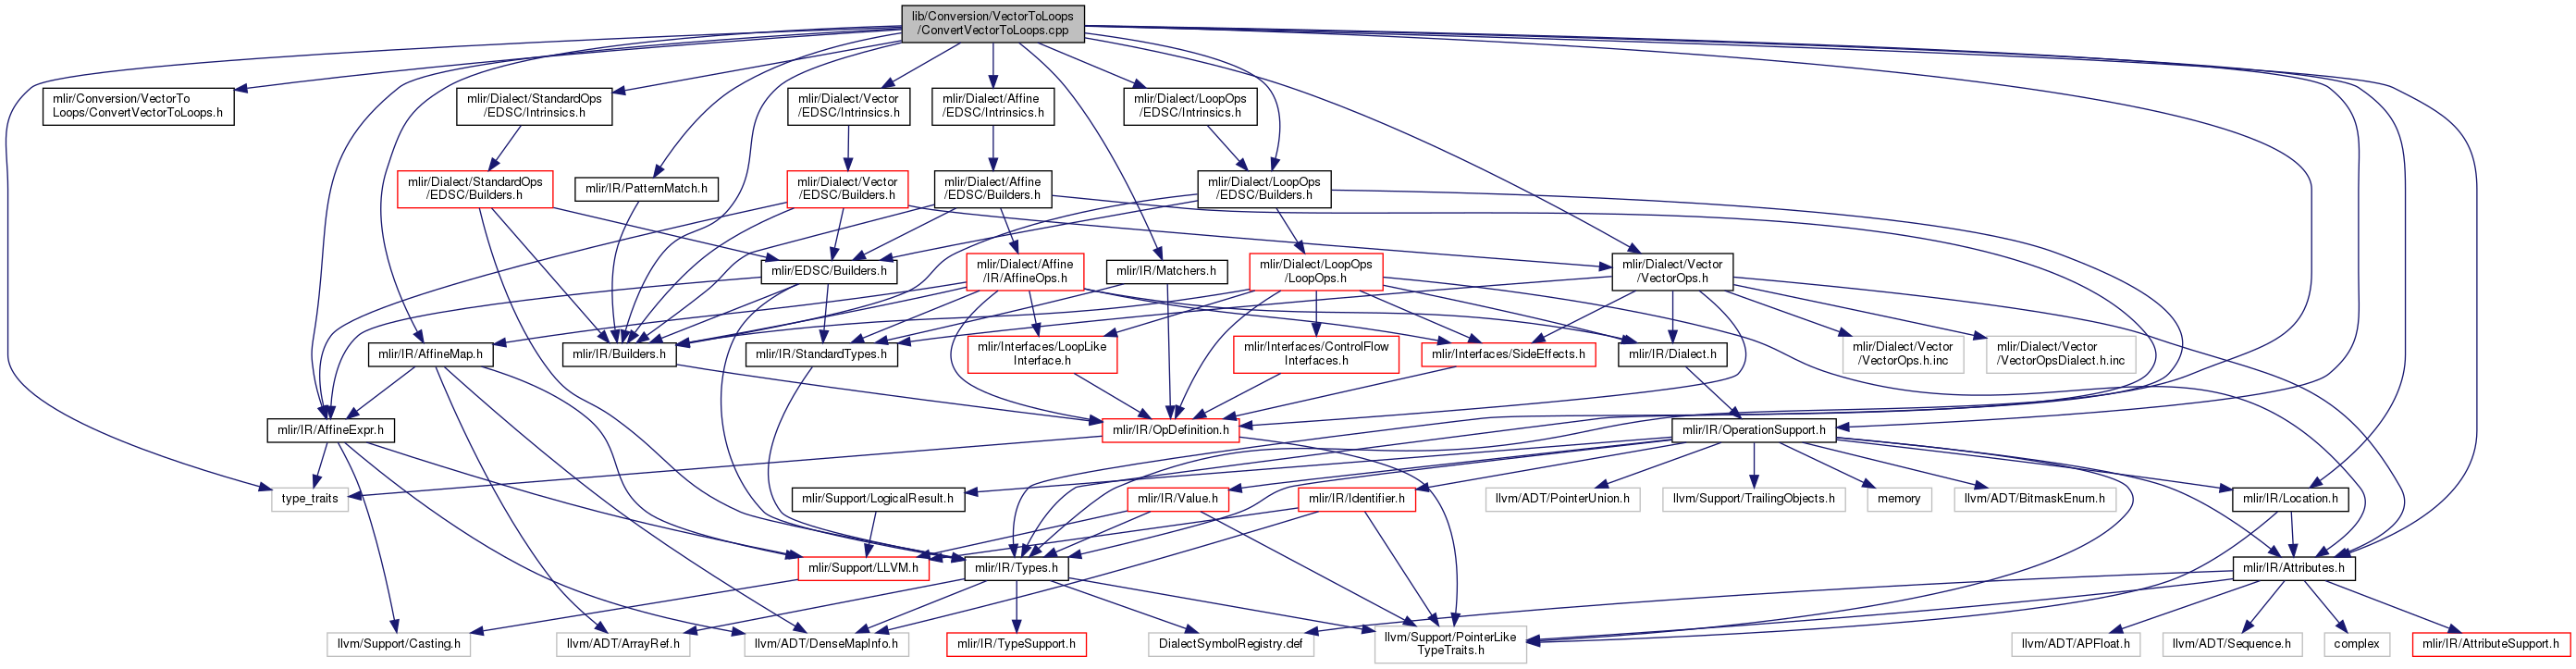 lib/Conversion/VectorToLoops
/ConvertVectorToLoops.cpp
mlir/Conversion/VectorTo
Loops/ConvertVectorToLoops.h
mlir/Dialect/StandardOps
/EDSC/Intrinsics.h
mlir/Dialect/Vector
/EDSC/Intrinsics.h
mlir/Dialect/Affine
/EDSC/Intrinsics.h
mlir/Dialect/LoopOps
/EDSC/Intrinsics.h
mlir/Dialect/StandardOps
/EDSC/Builders.h
mlir/IR/PatternMatch.h
mlir/Dialect/Vector
/EDSC/Builders.h
mlir/Dialect/Affine
/EDSC/Builders.h
mlir/Dialect/LoopOps
/EDSC/Builders.h
mlir/EDSC/Builders.h
mlir/Dialect/Affine
/IR/AffineOps.h
mlir/IR/Matchers.h
mlir/Dialect/LoopOps
/LoopOps.h
mlir/Dialect/Vector
/VectorOps.h
mlir/IR/AffineMap.h
mlir/IR/Builders.h
mlir/IR/StandardTypes.h
mlir/Interfaces/LoopLike
Interface.h
mlir/Interfaces/ControlFlow
Interfaces.h
mlir/Interfaces/SideEffects.h
mlir/IR/Dialect.h
mlir/Dialect/Vector
/VectorOps.h.inc
mlir/Dialect/Vector
/VectorOpsDialect.h.inc
mlir/IR/AffineExpr.h
mlir/IR/OpDefinition.h
mlir/IR/OperationSupport.h
type_traits
mlir/Support/LogicalResult.h
mlir/IR/Value.h
mlir/IR/Identifier.h
llvm/ADT/PointerUnion.h
llvm/Support/TrailingObjects.h
memory
llvm/ADT/BitmaskEnum.h
mlir/IR/Location.h
mlir/Support/LLVM.h
mlir/IR/Types.h
mlir/IR/Attributes.h
llvm/Support/Casting.h
llvm/ADT/ArrayRef.h
llvm/ADT/DenseMapInfo.h
mlir/IR/TypeSupport.h
DialectSymbolRegistry.def
llvm/Support/PointerLike
TypeTraits.h
llvm/ADT/APFloat.h
llvm/ADT/Sequence.h
complex
mlir/IR/AttributeSupport.h